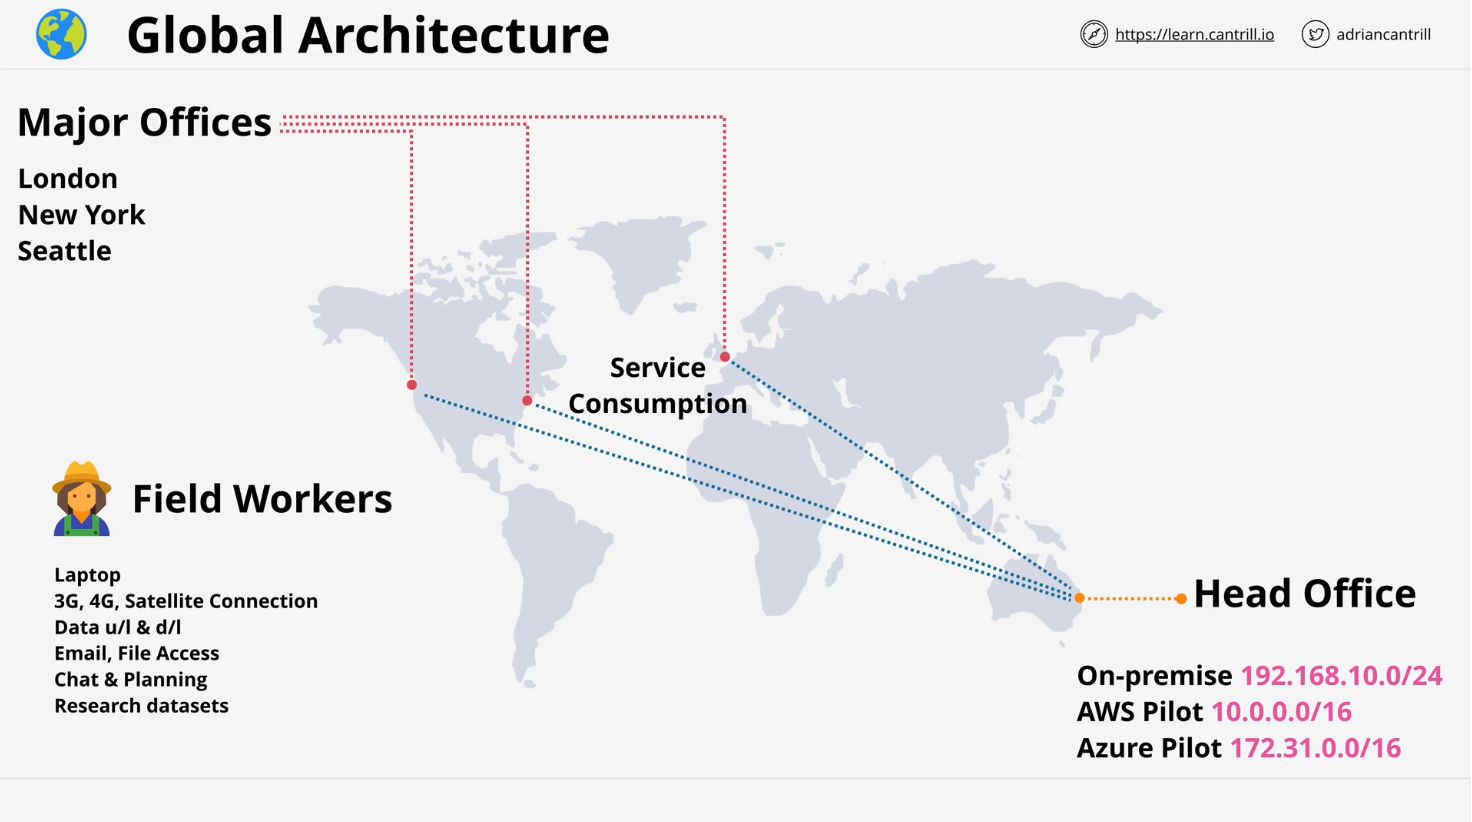 Global Architecture
https://learn.cantrill.io
adriancantrill
Major Offices
London
New York
Seattle
Service
Consumption
Field Workers
Laptop
3G, 4G, Satellite Connection
Data u/l & d/l
Email, File Access
Chat & Planning
Research datasets
Head Office
On-premise 192.168.10.0/24
AWS Pilot 10.0.0.0/16
Azure Pilot 172.31.0.0/16